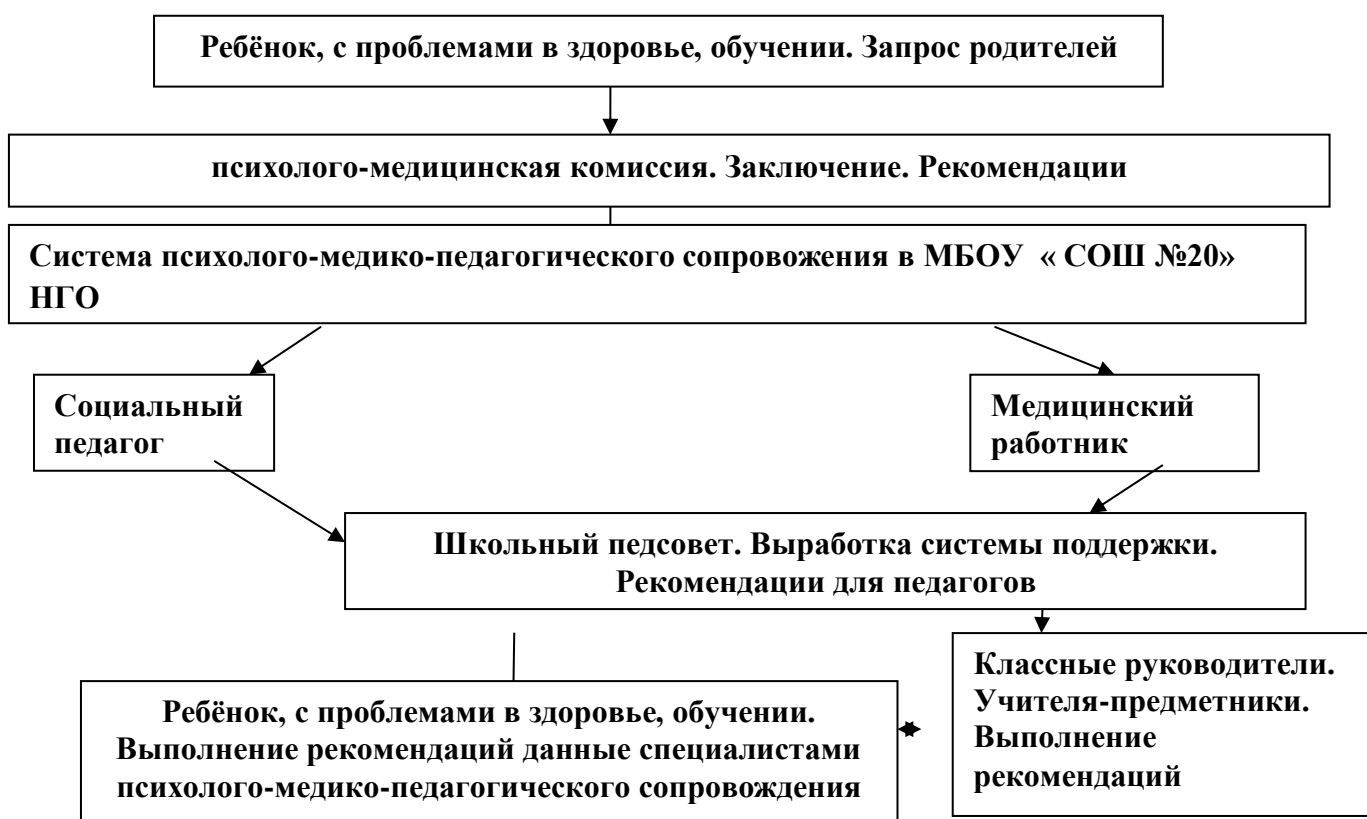 Ребёнок, с проблемами в здоровье, обучении. Запрос родителей
психолого-медицинская комиссия. Заключение. Рекомендации
Система психолого-медико-педагогического сопровожения в МБОУ « СОШ №20»
НГО
Социальный
педагог
Медицинский
работник
Школьный педсовет. Выработка системы поддержки.
Рекомендации для педагогов
Ребёнок, с проблемами в здоровье, обучении.
Выполнение рекомендаций данные специалистами
психолого-медико-педагогического сопровождения
Классные руководители.
Учителя-предметники.
Выполнение
рекомендаций